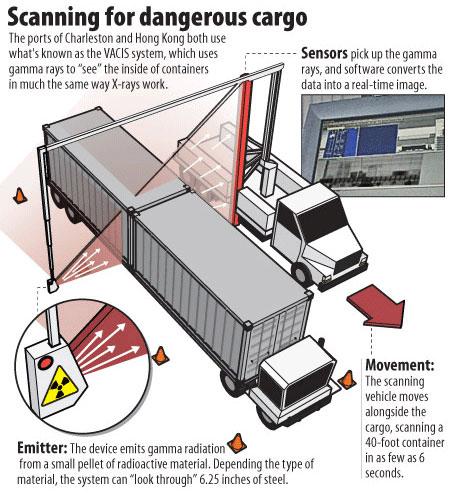 Scanning for dangerous cargo
The ports of Charleston and Hong Kong both use
what's known as the VACIS system, which uses
gamma rays to “see” the inside of containers
in much the same way X-rays work.
Sensors pick up the gamma
rays, and software converts the
data into a real-time image.
Movement:
The scanning
vehicle moves
alongside the
cargo, scanning a
40-foot container
in as few as 6
seconds.
Emitter: The device emits gamma radiation
from a small pellet of radioactive material. Depending the type of
material, the system can “look through” 6.25 inches of steel.